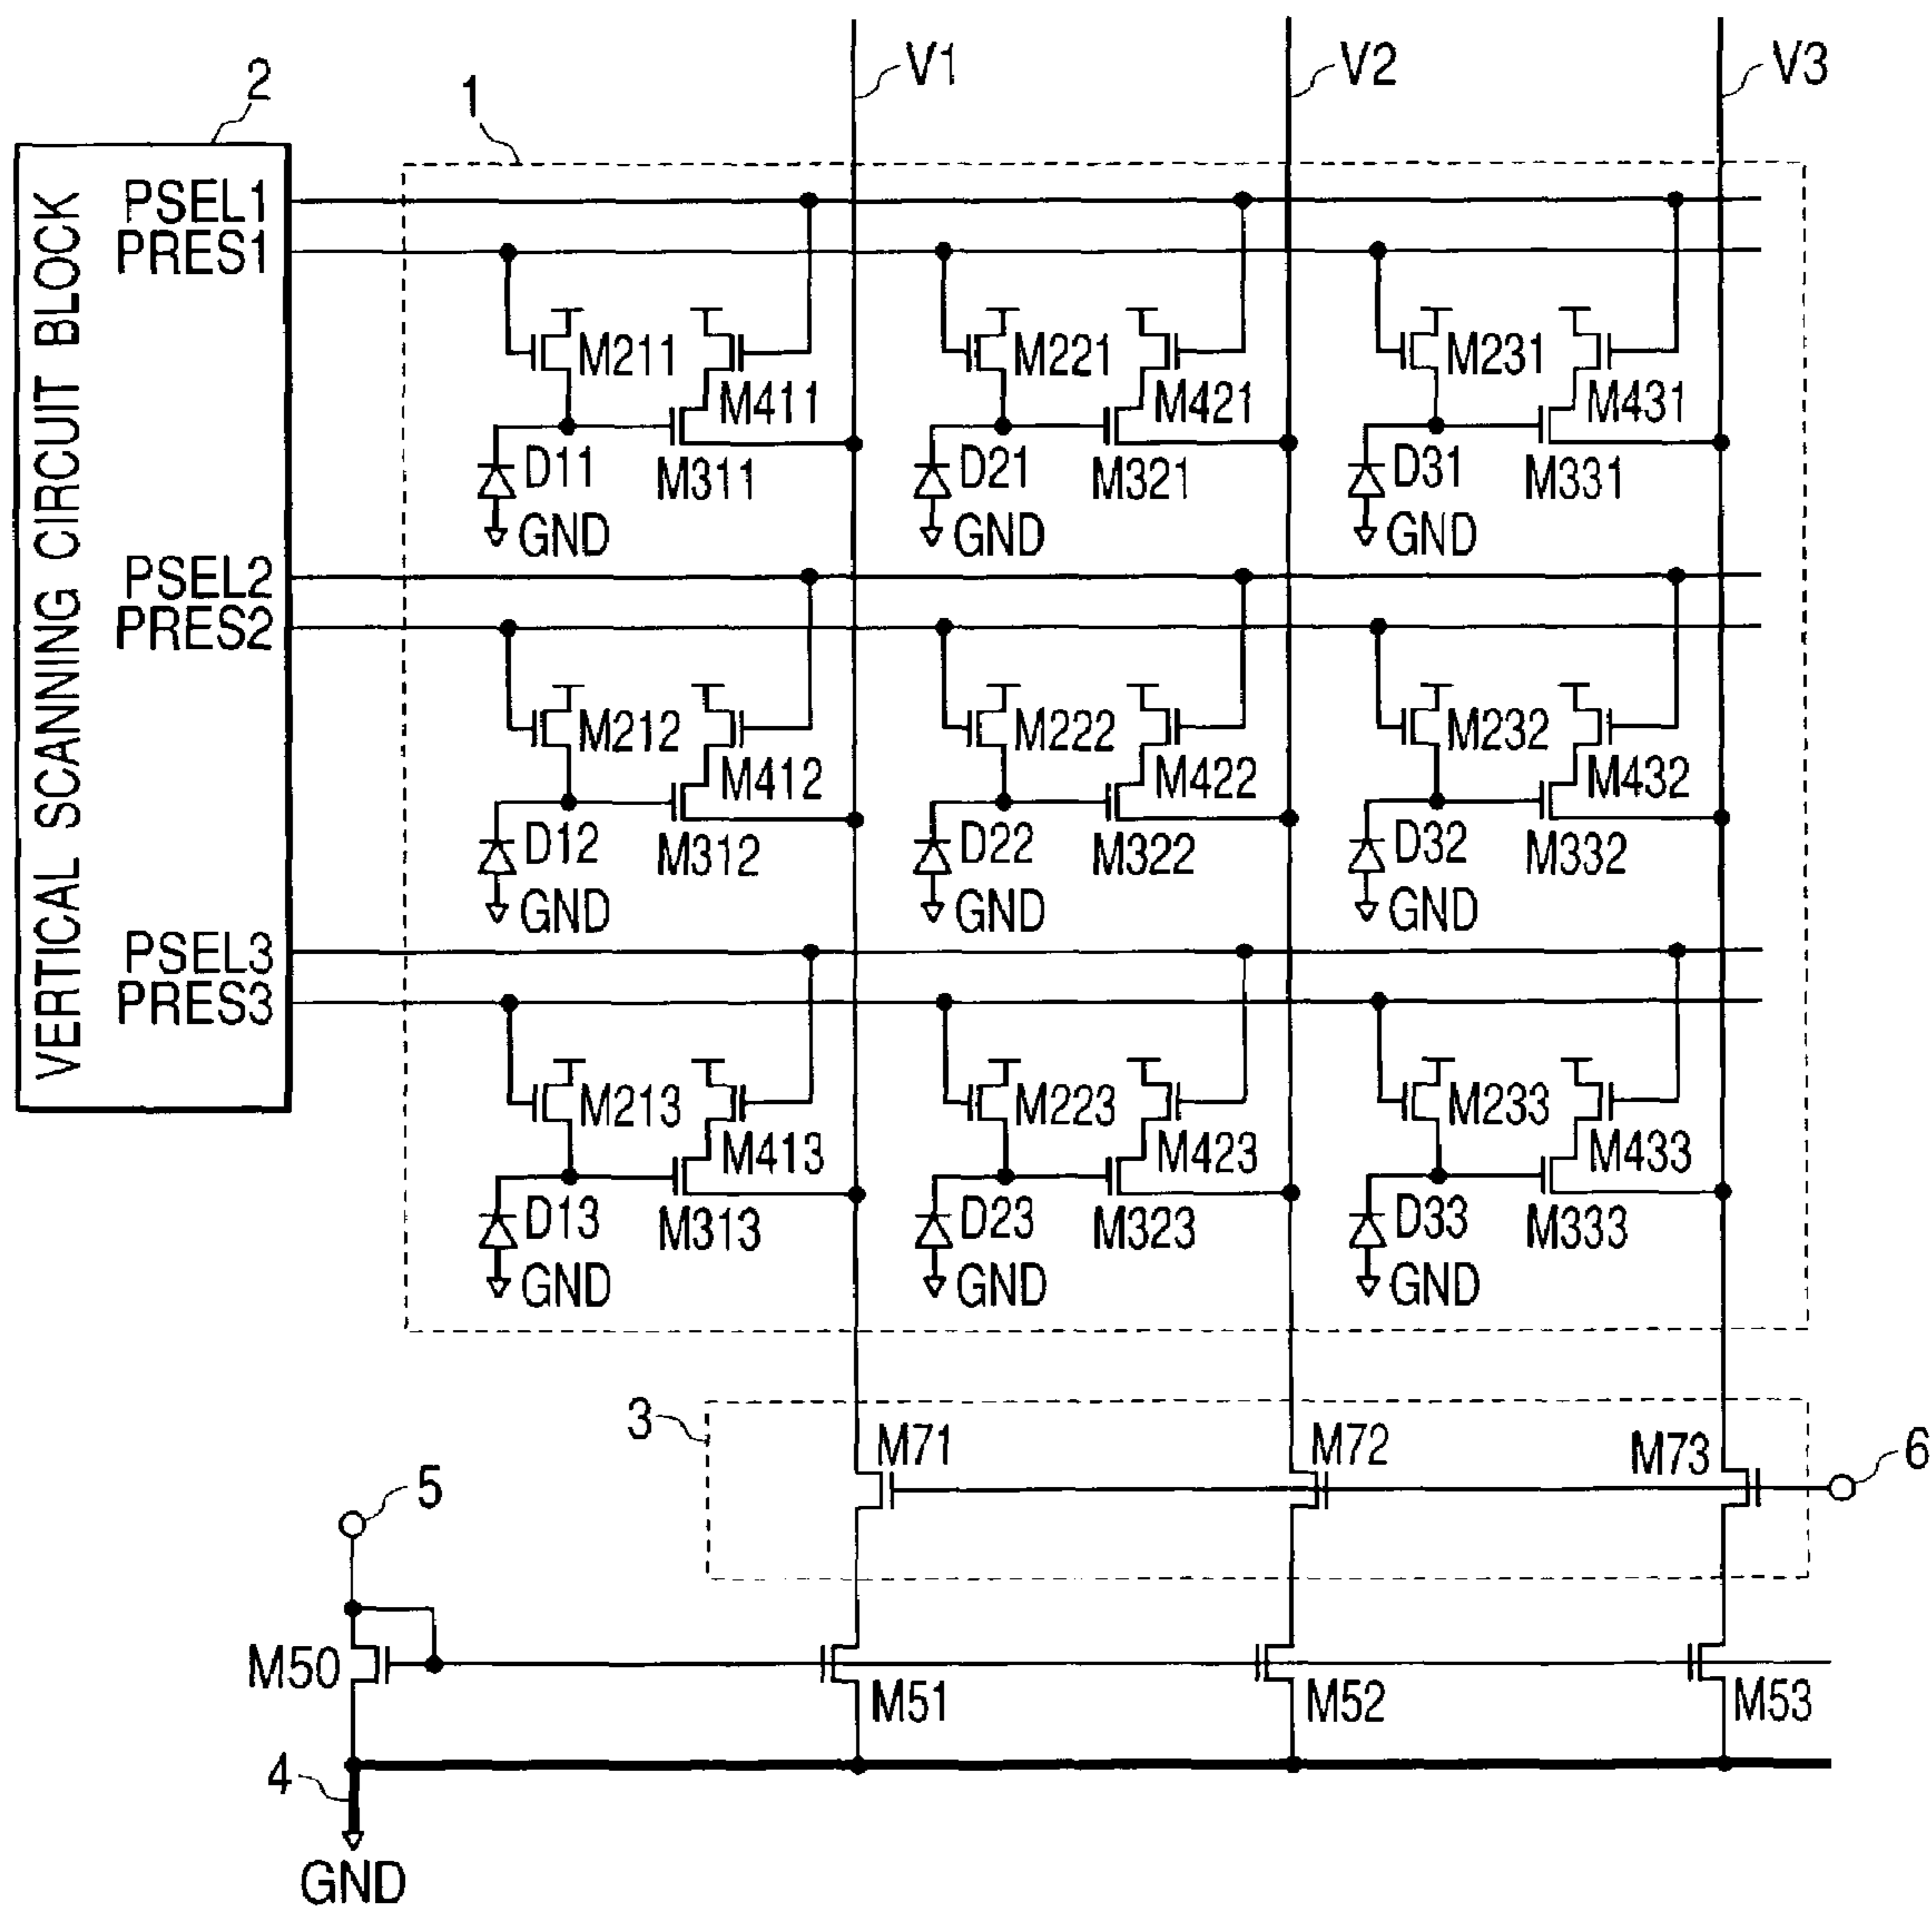 V1 V2 V3
2 1
VERTICAL SCANNING CIRCUIT BLOCK
PSEL1
PRES1
M211 M221 M231
M411 M421 M431
D11 M311 D21 M321 D31 M331
GND GND GND
PSEL2
PRES2
M212 M222 M232
M412 M422 M432
D12 M312 D22 M322 D32 M332
GND GND GND
PSEL3
PRES3
M213 M223 M233
M413 M423 M433
D13 M313 D23 M323 D33 M333
GND GND GND
3 M71 M72 M73 6
5
M50 M51 M52 M53
4
GND